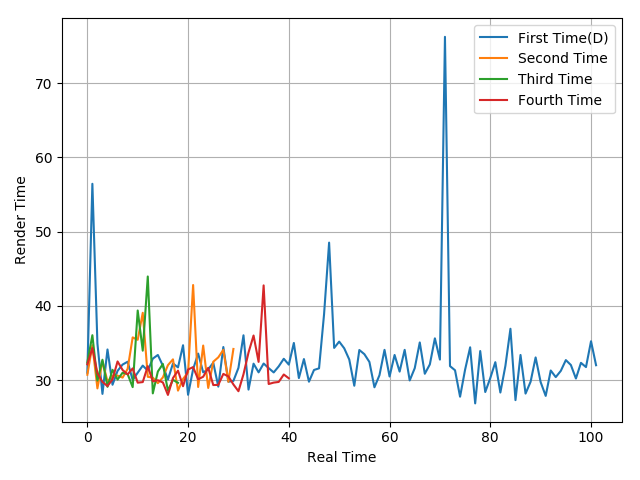 First Time(D)
Second Time
Third Time
Fourth Time
Render Time
70
60
50
40
30
0 20 40 60 80 100
Real Time